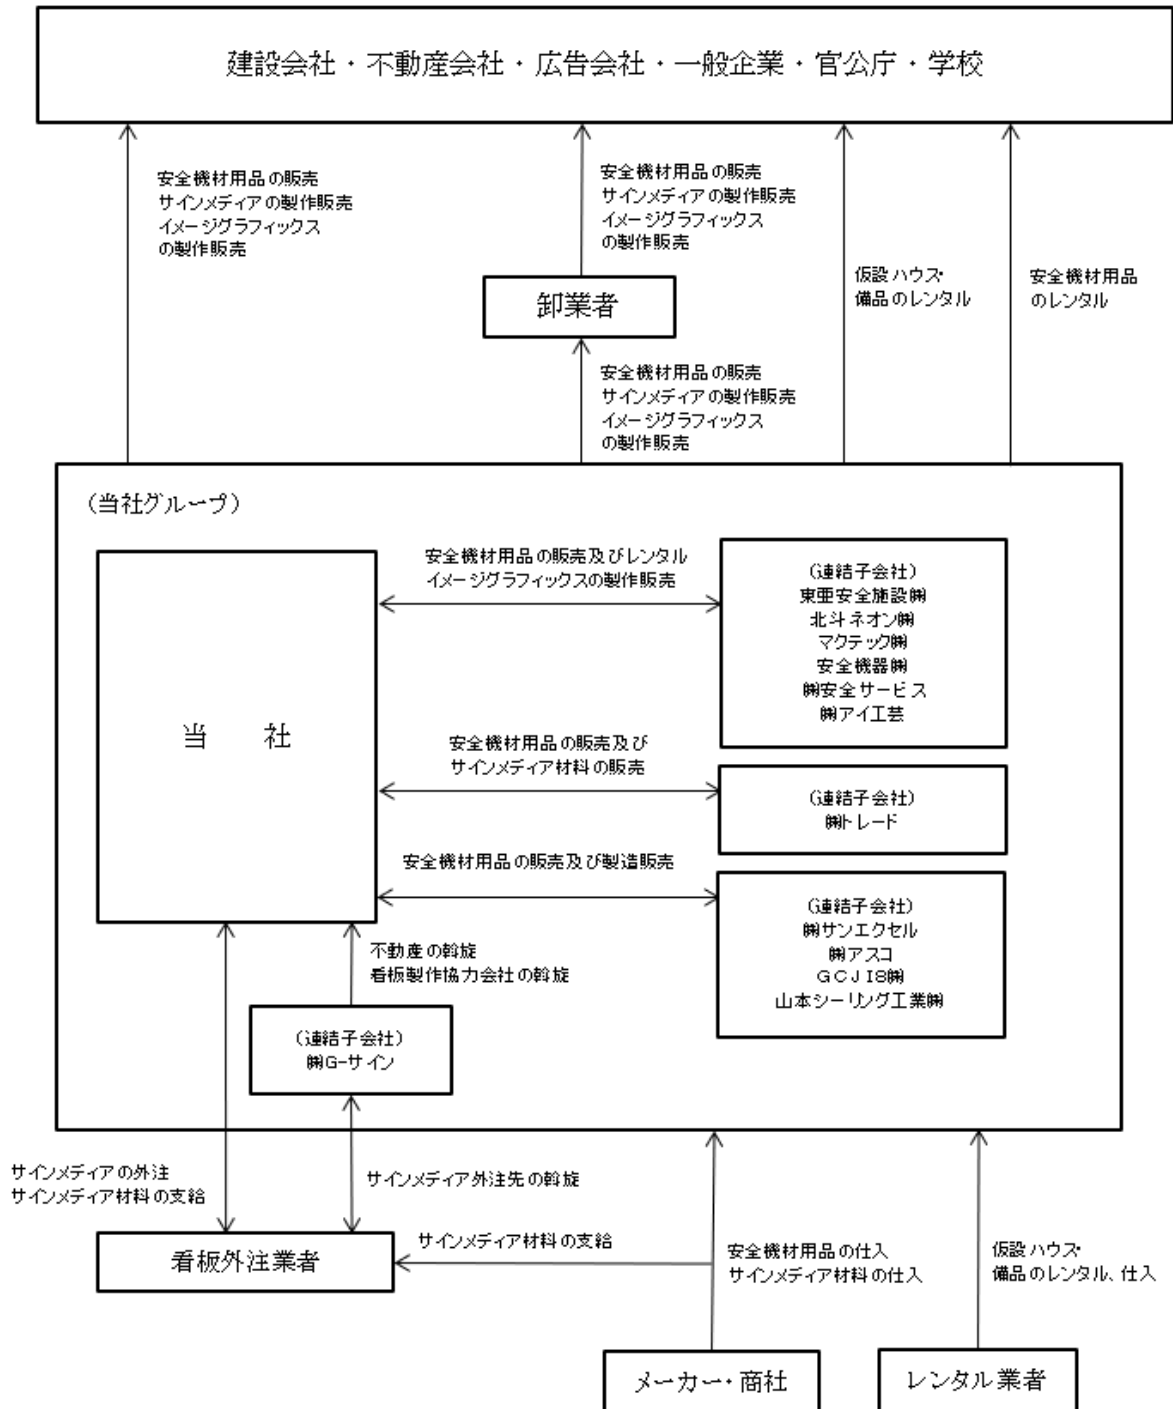 建設会社・不動産会社・広告会社・一般企業・官公庁・学校
安全機材用品の販売
サインメディアの製作販売
イメージグラフィックス
の製作販売
安全機材用品の販売
サインメディアの製作販売
イメージグラフィックス
の製作販売
卸業者
仮設ハウス・
備品のレンタル
安全機材用品
のレンタル
安全機材用品の販売
サインメディアの製作販売
イメージグラフィックス
の製作販売
(当社グループ)
当 社
安全機材用品の販売及びレンタル
イメージグラフィックスの製作販売
(連結子会社)
東亜安全施設㈱
北斗ネオン㈱
マクテック㈱
安全機器㈱
㈱安全サービス
㈱アイ工芸
安全機材用品の販売及び
サインメディア材料の販売
(連結子会社)
㈱トレード
安全機材用品の販売及び製造販売
(連結子会社)
㈱サンエクセル
㈱アスコ
GCJ18㈱
山本シーリング工業㈱
不動産の斡旋
看板製作協力会社の斡旋
(連結子会社)
㈱G-サイン
サインメディアの外注
サインメディア材料の支給
サインメディア外注先の斡旋
看板外注業者
サインメディア材料の支給
安全機材用品の仕入
サインメディア材料の仕入
仮設ハウス・
備品のレンタル、仕入
メーカー・商社
レンタル業者